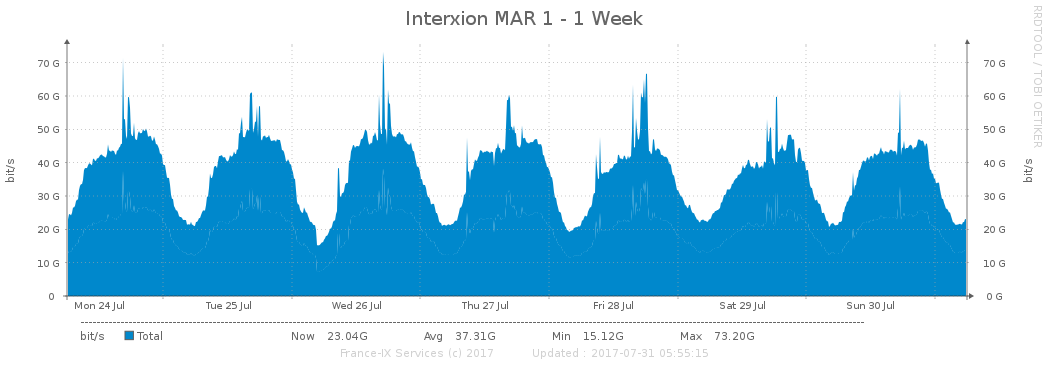 Interxion MAR 1 - 1 Week
RRDTOOL / TOBI OETIKER
bit/s
70 G 70 G
60 G 60 G
50 G 50 G
40 G 40 G
30 G 30 G
20 G 20 G
10 G 10 G
0 0 G
bit/s
Mon 24 Jul Tue 25 Jul Wed 26 Jul Thu 27 Jul Fri 28 Jul Sat 29 Jul Sun 30 Jul
bit/s Total Now 23.04G Avg 37.31G Min 15.12G Max 73.20G
France-IX Services (c) 2017 Updated : 2017-07-31 05:55:15